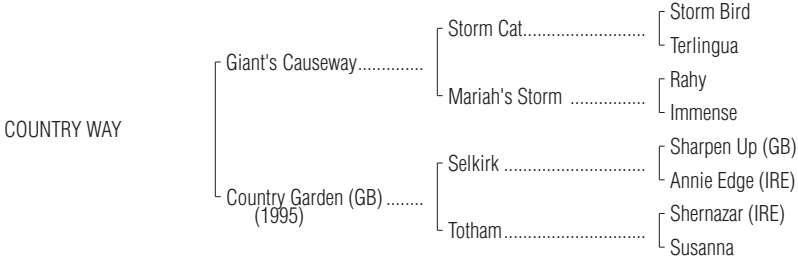 Storm Bird
Storm Cat..........................
Terlingua
Giant's Causeway..............
Rahy
Mariah's Storm ................
Immense
COUNTRY WAY
Sharpen Up (GB)
Selkirk ..............................
Annie Edge (IRE)
Country Garden (GB) ........
(1995)
Shernazar (IRE)
Totham..............................
Susanna